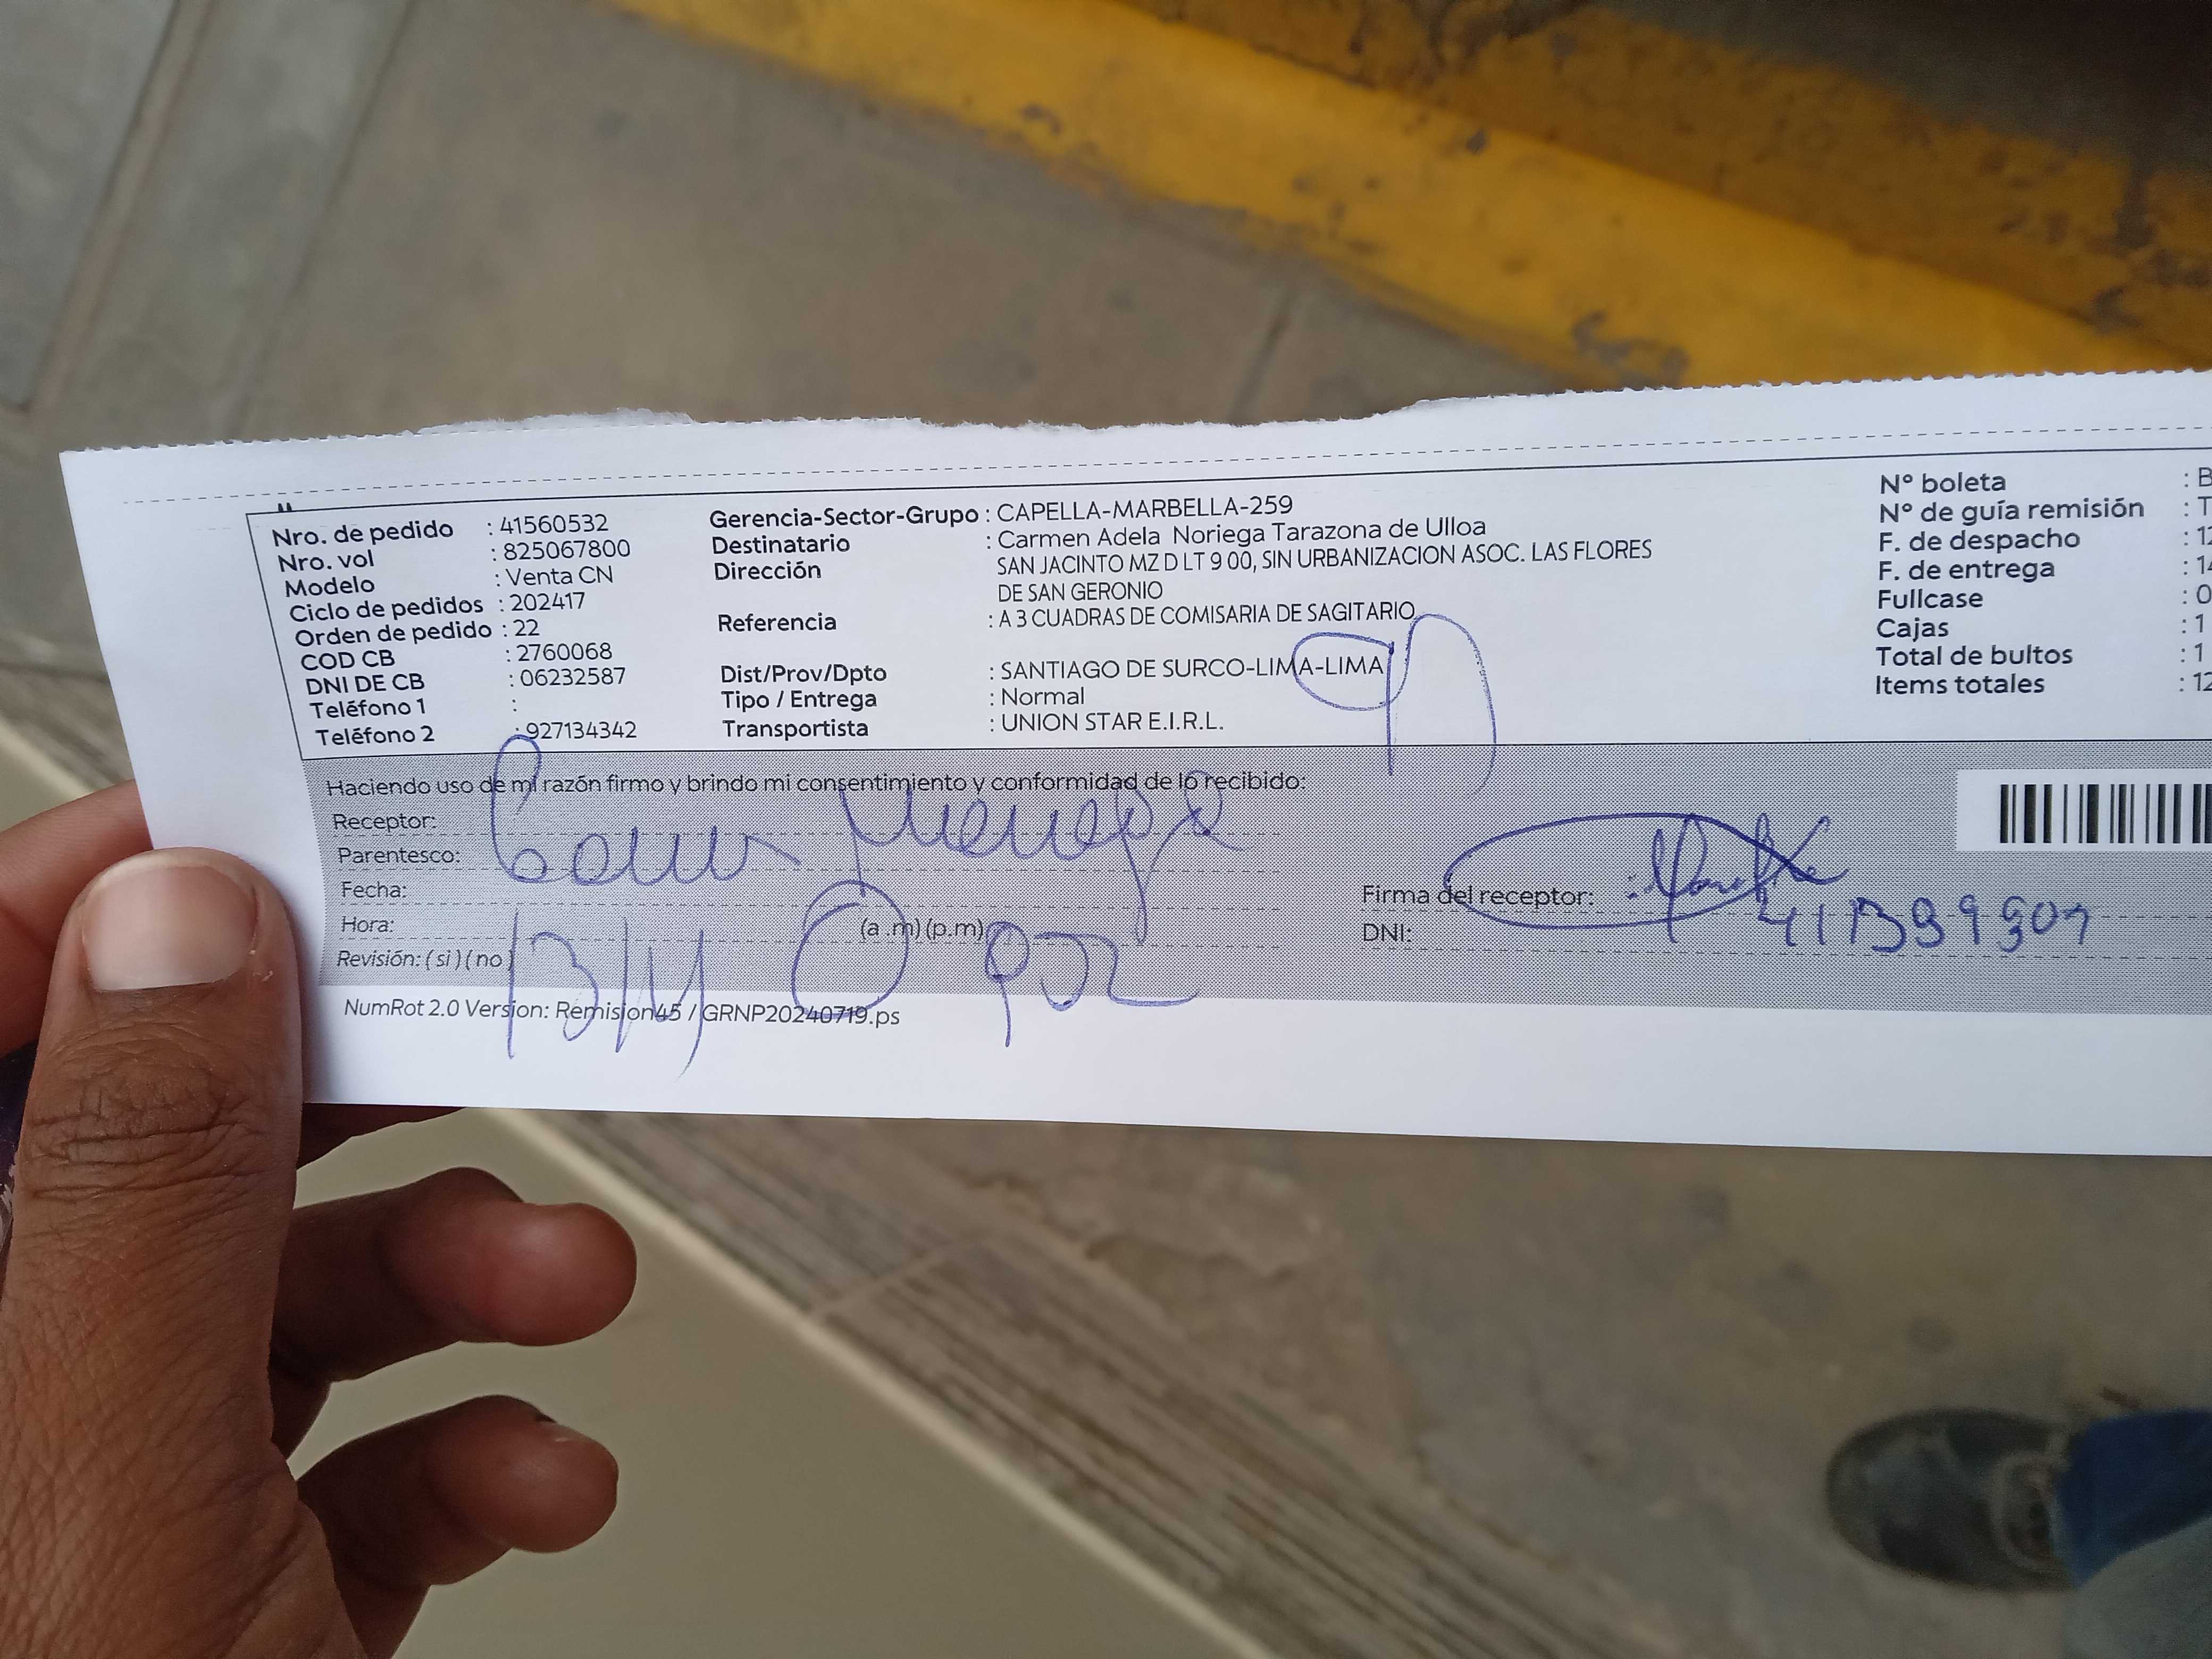 Nro. de pedido : 41560532
Nro. vol : 825067800
Modelo : Venta CN
Ciclo de pedidos : 202417
Orden de pedido : 22
COD CB : 2760068
DNI DE CB : 06232587
Teléfono 1 :
Teléfono 2 : 927134342
Gerencia-Sector-Grupo : CAPELLA-MARBELLA-259
Destinatario : Carmen Adela Noriega Tarazona de Ulloa
Dirección SAN JACINTO MZ D LT 9 00, SIN URBANIZACION ASOC. LAS FLORES
DE SAN GERONIO
Referencia : A 3 CUADRAS DE COMISARIA DE SAGITARIO
Dist/Prov/Dpto : SANTIAGO DE SURCO-LIMA-LIMA
Tipo / Entrega : Normal
Transportista : UNION STAR E.I.R.L.
N° boleta : B
N° de guía remisión : T
F. de despacho : 12
F. de entrega : 14
Fullcase : 0
Cajas : 1
Total de bultos : 1
Items totales : 12
Haciendo uso de mi razón firmo y brindo mi consentimiento y conformidad de lo recibido:
Receptor:
Parentesco:
Fecha:
Hora: (a .m) (p.m)
Revisión: ( si ) ( no )
Firma del receptor:
DNI:
NumRot 2.0 Version: Remision45 / GRNP20240719.ps